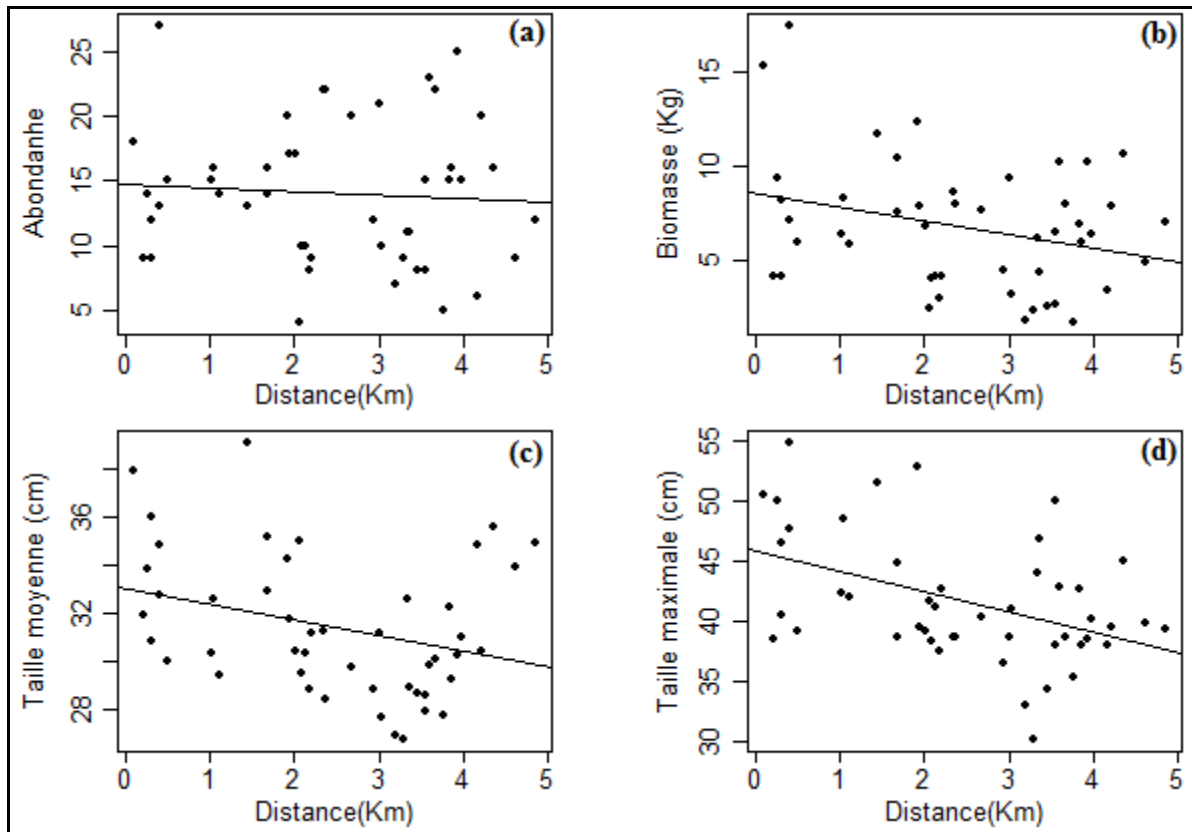 (a)
Abondanhe
25
20
15
10
5
0 1 2 3 4 5
Distance(Km)
(b)
Biomasse (Kg)
15
10
5
0 1 2 3 4 5
Distance(Km)
(c)
Taille moyenne (cm)
36
32
28
0 1 2 3 4 5
Distance(Km)
(d)
Taille maximale (cm)
55
50
45
40
35
30
0 1 2 3 4 5
Distance(Km)